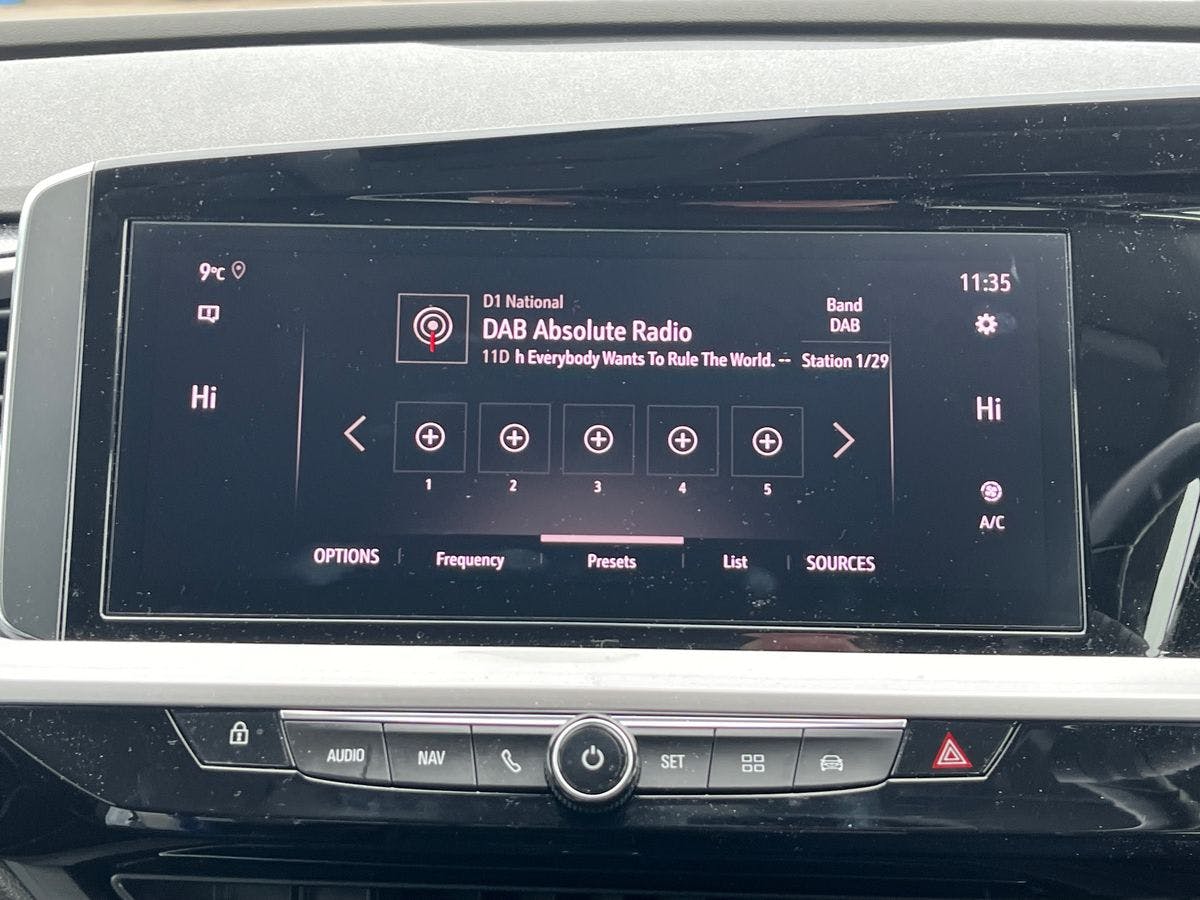 9°C
11:35
D1 National
DAB Absolute Radio
11D h Everybody Wants To Rule The World. --
Band
DAB
Station 1/29
Hi
Hi
1 2 3 4 5
A/C
OPTIONS Frequency Presets List SOURCES
AUDIO NAV SET